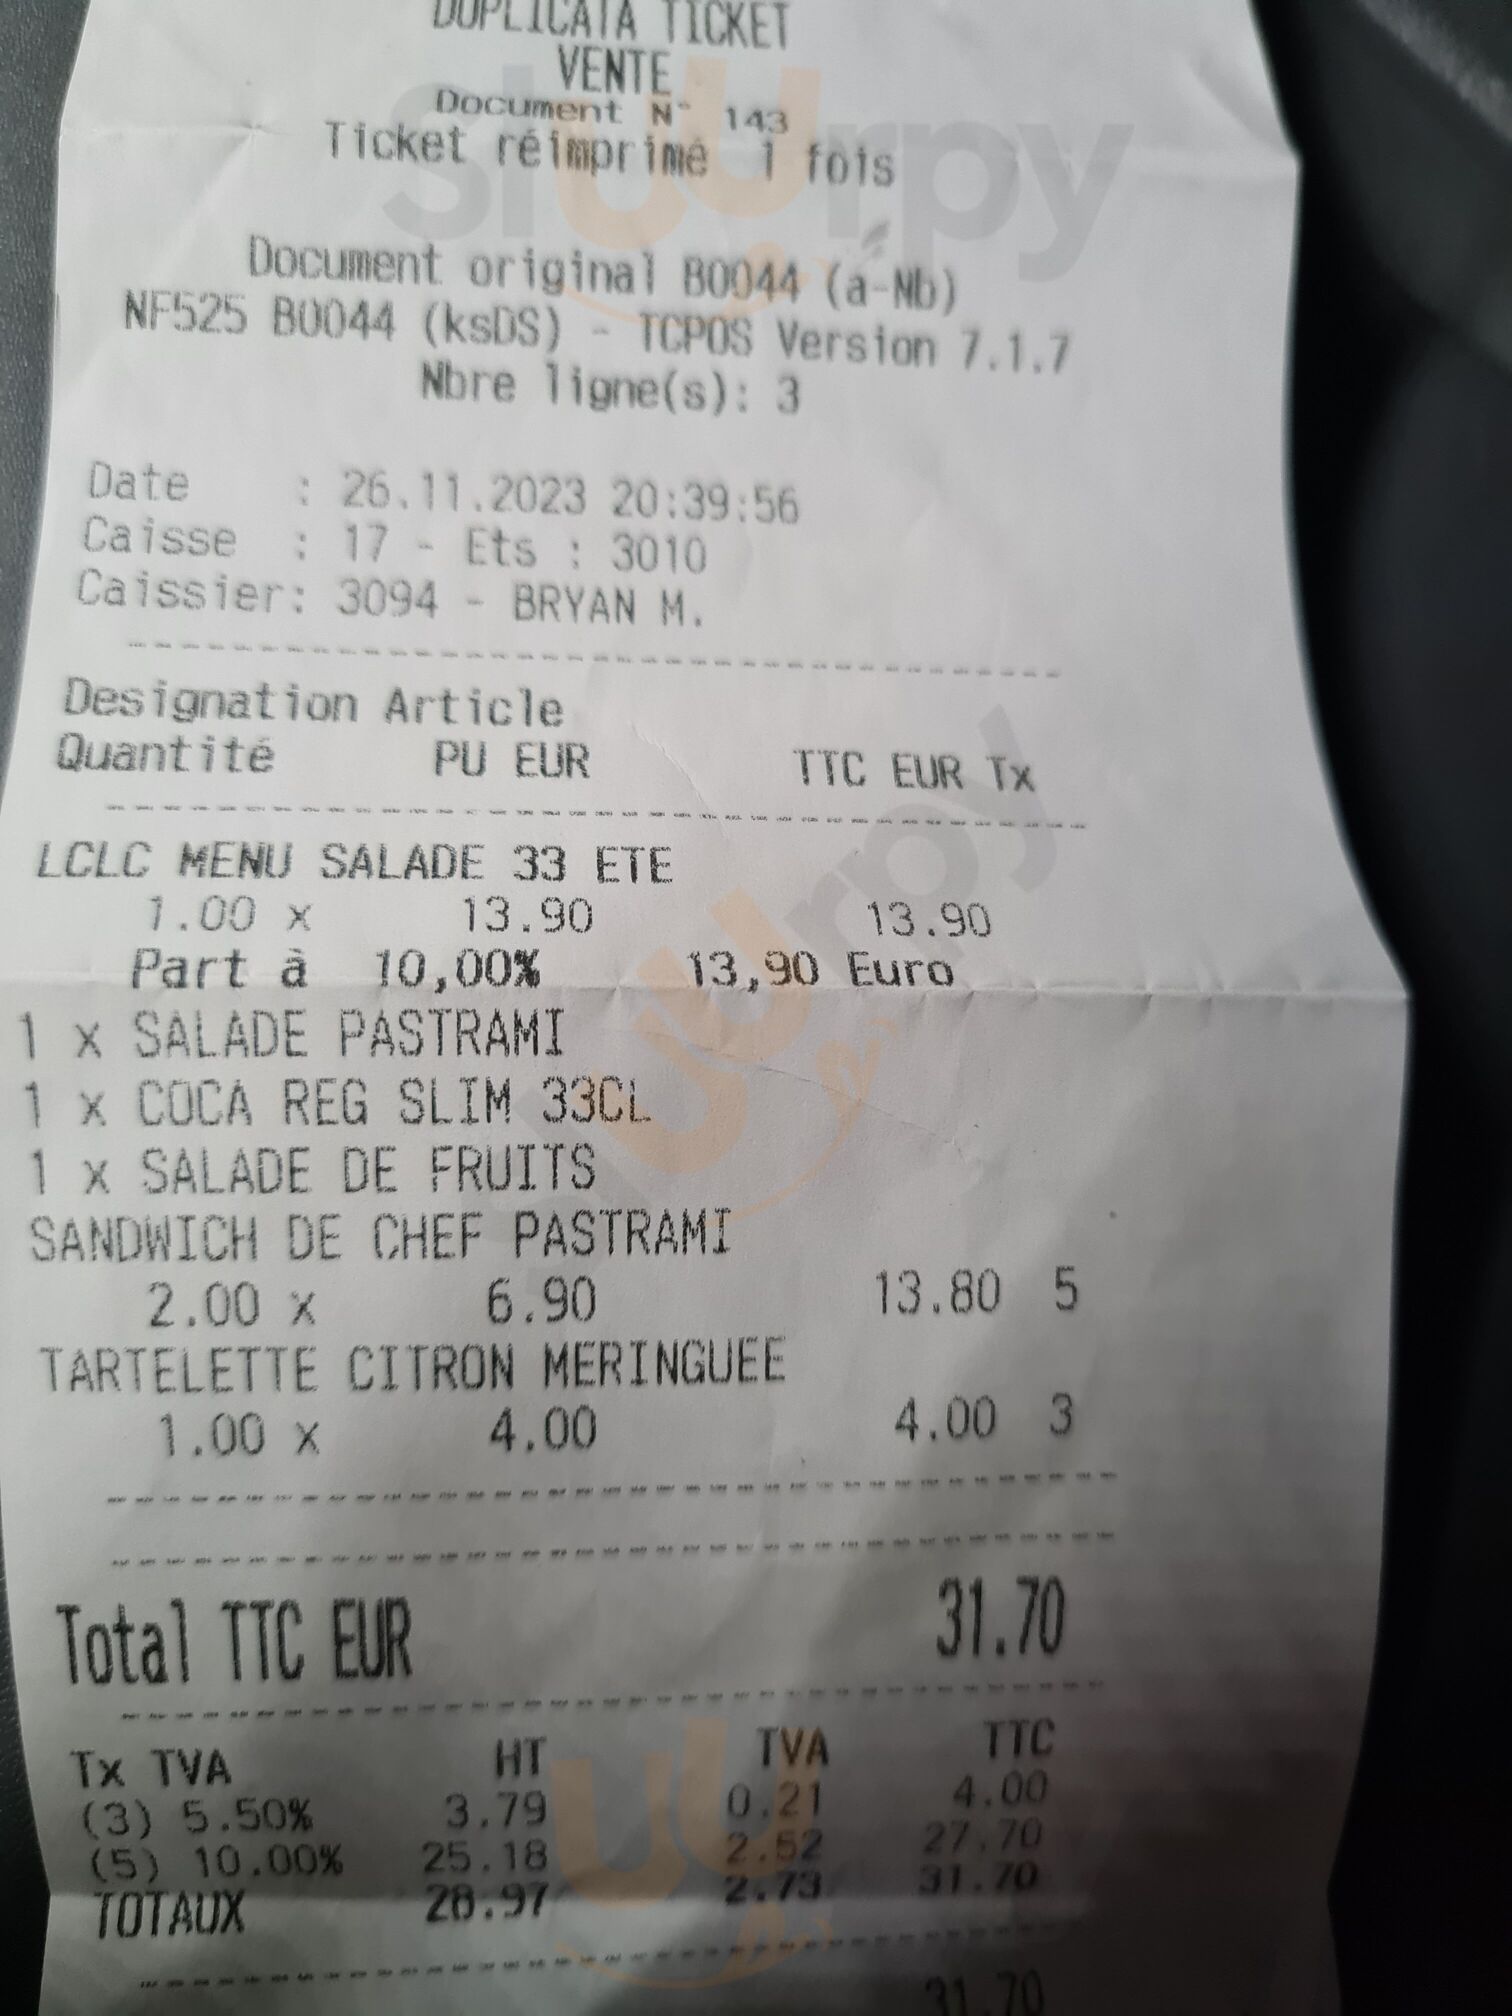 DUPLICATA TICKET
VENTE
Document N° 143
Ticket réimprimé 1 fois
Document original B0044 (a-Nb)
NF525 B0044 (ksDS) - TCPOS Version 7.1.7
Nbre ligne(s): 3
Date : 26.11.2023 20:39:56
Caisse : 17 - Ets : 3010
Caissier: 3094 - BRYAN M.
Designation Article
Quantité PU EUR TTC EUR Tx
LCLC MENU SALADE 33 ETE
1.00 x 13.90 13.90
Part à 10,00% 13,90 Euro
1 x SALADE PASTRAMI
1 x COCA REG SLIM 33CL
1 x SALADE DE FRUITS
SANDWICH DE CHEF PASTRAMI
2.00 x 6.90 13.80 5
TARTELETTE CITRON MERINGUEE
1.00 x 4.00 4.00 3
Total TTC EUR 31.70
Tx TVA HT TVA TTC
(3) 5.50% 3.79 0.21 4.00
(5) 10.00% 25.18 2.52 27.70
TOTAUX 28.97 2.73 31.70
31.70
sluurpy
sluurpy